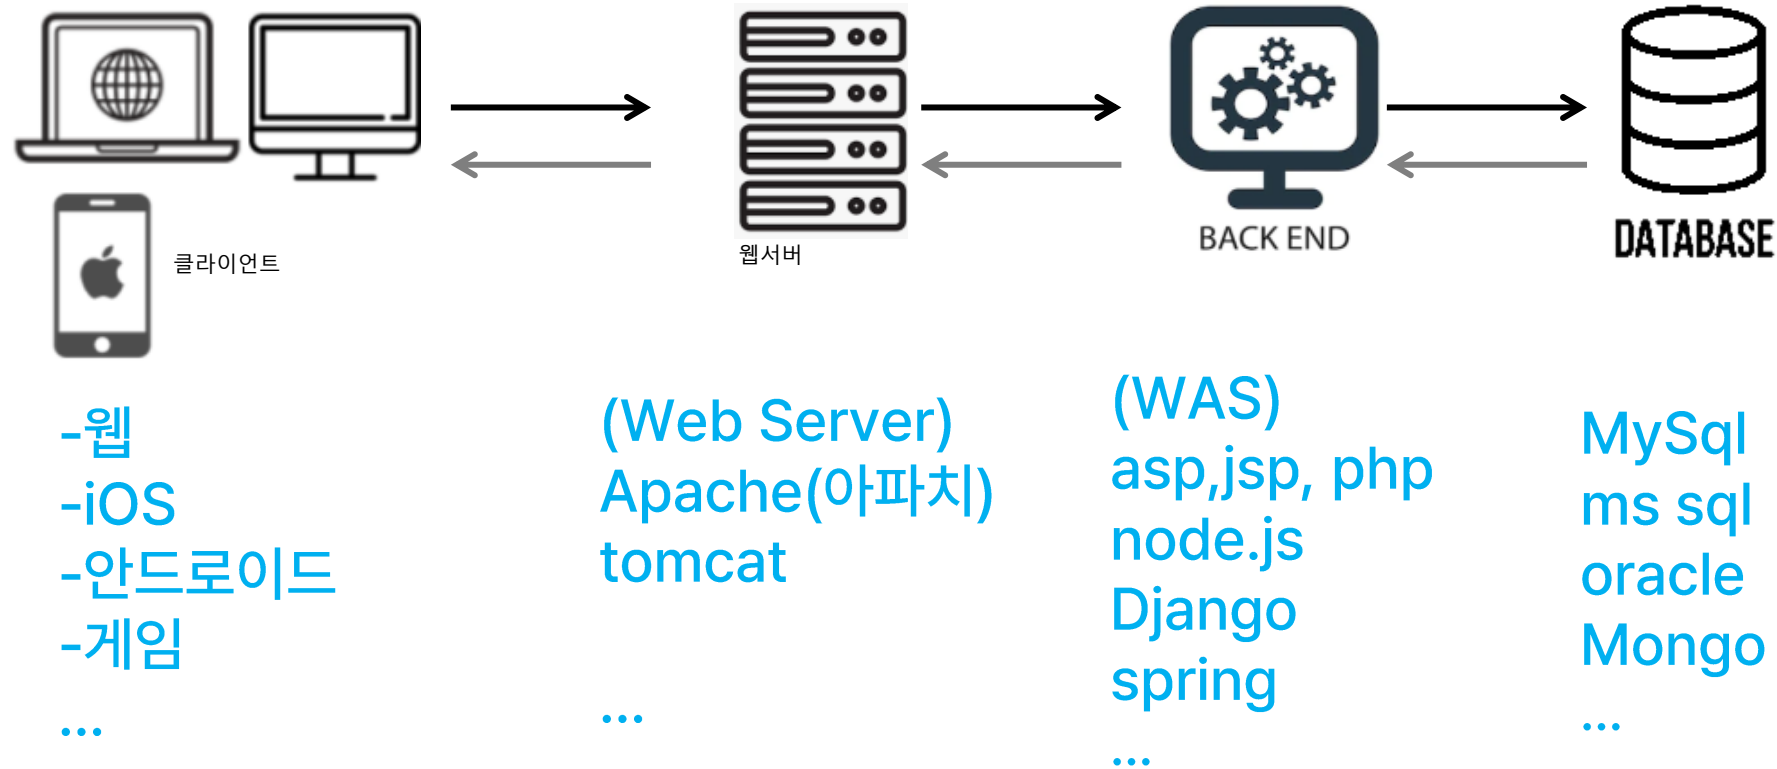 클라이언트
웹서버
BACK END
DATABASE
-웹
-iOS
-안드로이드
-게임
...
(Web Server)
Apache(아파치)
tomcat
...
(WAS)
asp,jsp, php
node.js
Django
spring
...
MySql
ms sql
oracle
Mongo
...